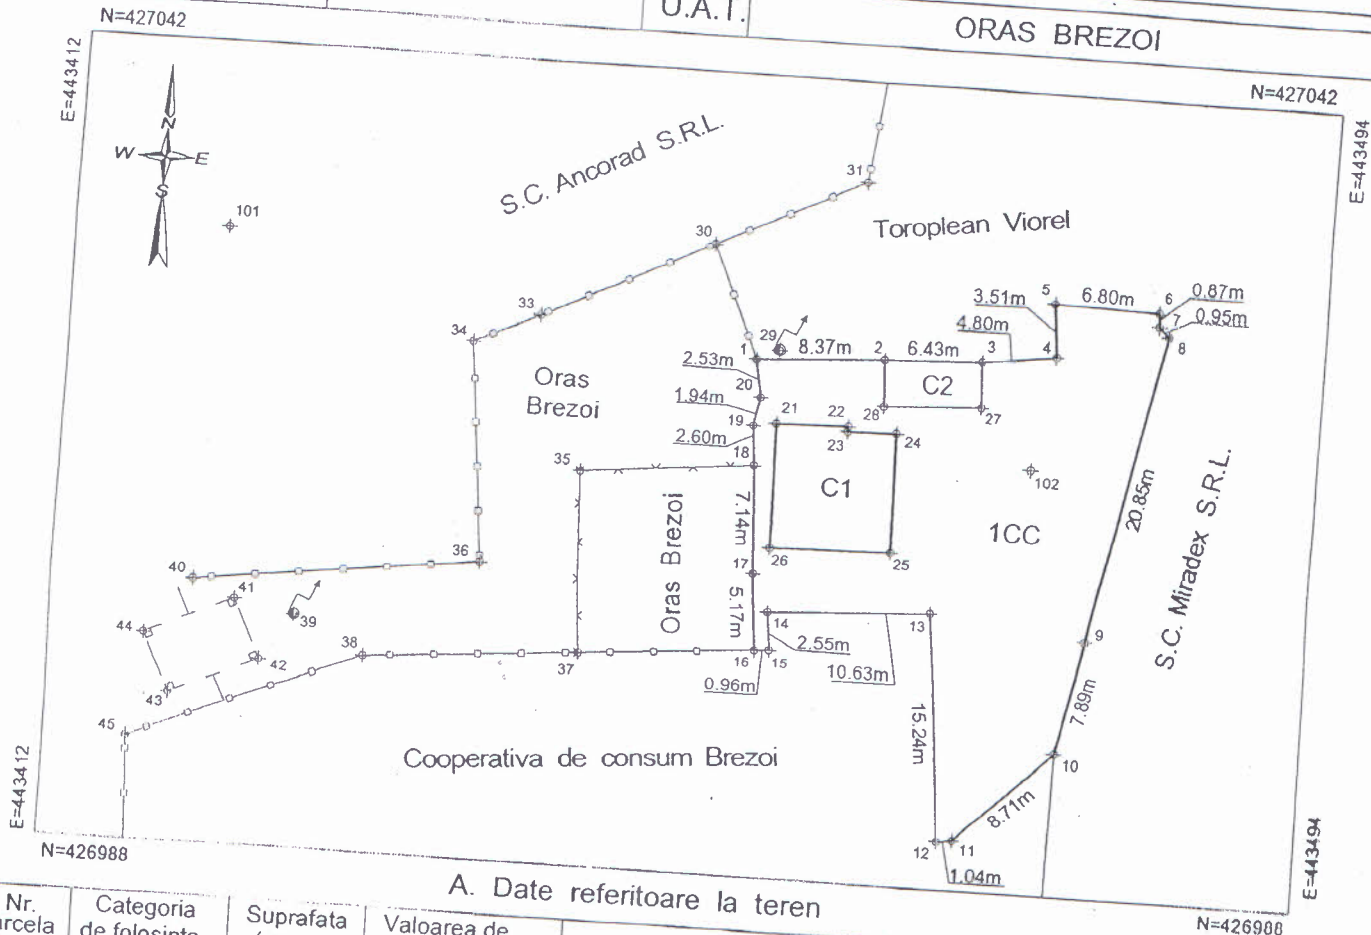 U.A.T.
ORAS BREZOI
N=427042
N=427042
E=443412
E=443494
N
W
E
S
101
S.C. Ancorad S.R.L.
31
30
Toroplean Viorel
33
34
5
6.80m
6
0.87m
3.51m
7
0.95m
4.80m
8
29
1
8.37m
2
6.43m
3
4
2.53m
C2
Oras
Brezoi
20
1.94m
21
22
28
27
19
23
24
2.60m
18
35
102
C1
7.14m
20.85m
1CC
S.C. Miradex S.R.L.
Oras Brezoi
26
25
17
36
40
41
39
44
5.17m
14
13
9
2.55m
38
42
37
16
15
0.96m
10.63m
43
7.89m
45
15.24m
Cooperativa de consum Brezoi
10
8.71m
12
11
1.04m
E=443412
E=443494
N=426988
N=426988
A. Date referitoare la teren
Nr.
Categoria
Suprafata
Valoarea de
de folosinta